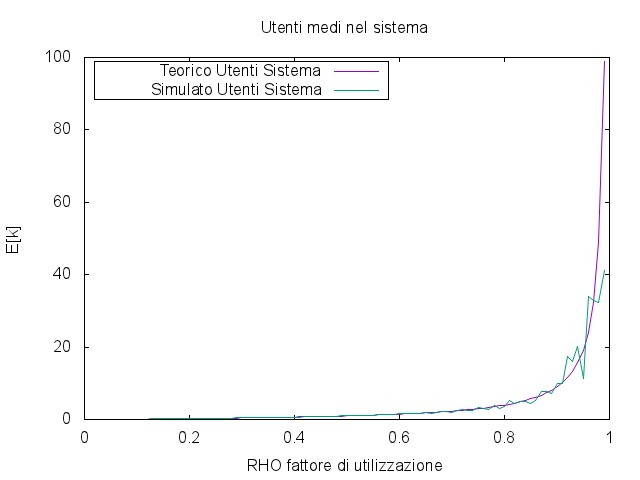 Utenti medi nel sistema
Teorico Utenti Sistema
Simulato Utenti Sistema
100
80
60
40
20
0
E[k]
0
0.2
0.4
0.6
0.8
1
RHO fattore di utilizzazione